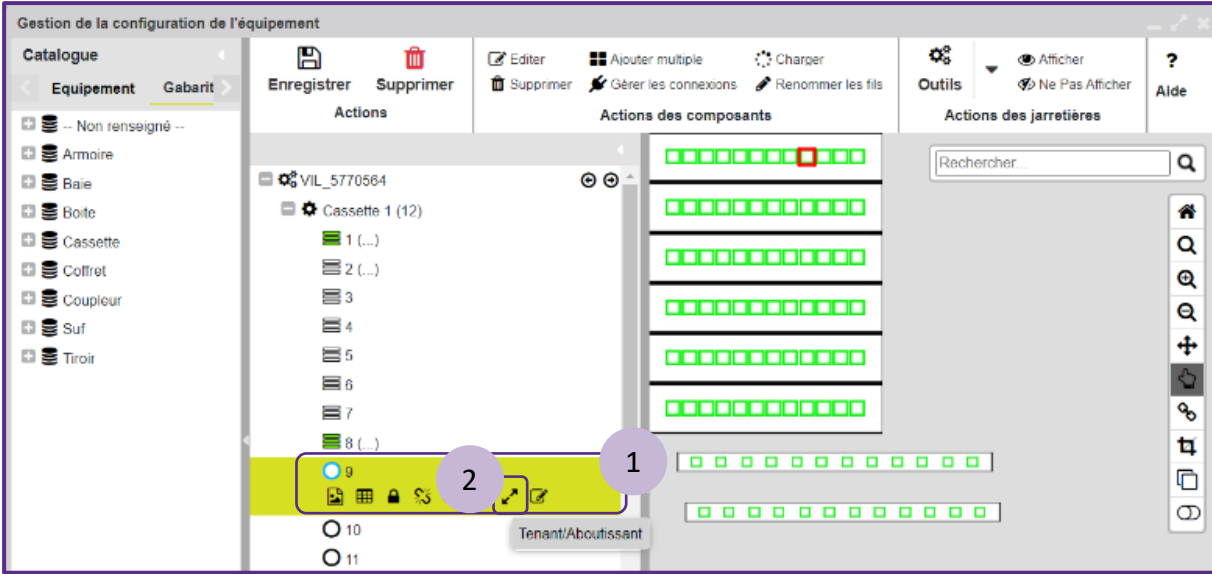 Gestion de la configuration de l'équipement
Catalogue
Equipement Gabarit
-- Non renseigné --
Armoire
Baie
Boite
Cassette
Coffret
Coupleur
Suf
Tiroir
Enregistrer Supprimer
Actions
Editer Ajouter multiple Charger
Supprimer Gérer les connexions Renommer les fils
Actions des composants
Outils Afficher
Ne Pas Afficher
Actions des jarretières
?
Aide
VIL_5770564
Cassette 1 (12)
1 (...)
2 (...)
3
4
5
6
7
8 (...)
9
10
11
2
1
Tenant/Aboutissant
Rechercher...